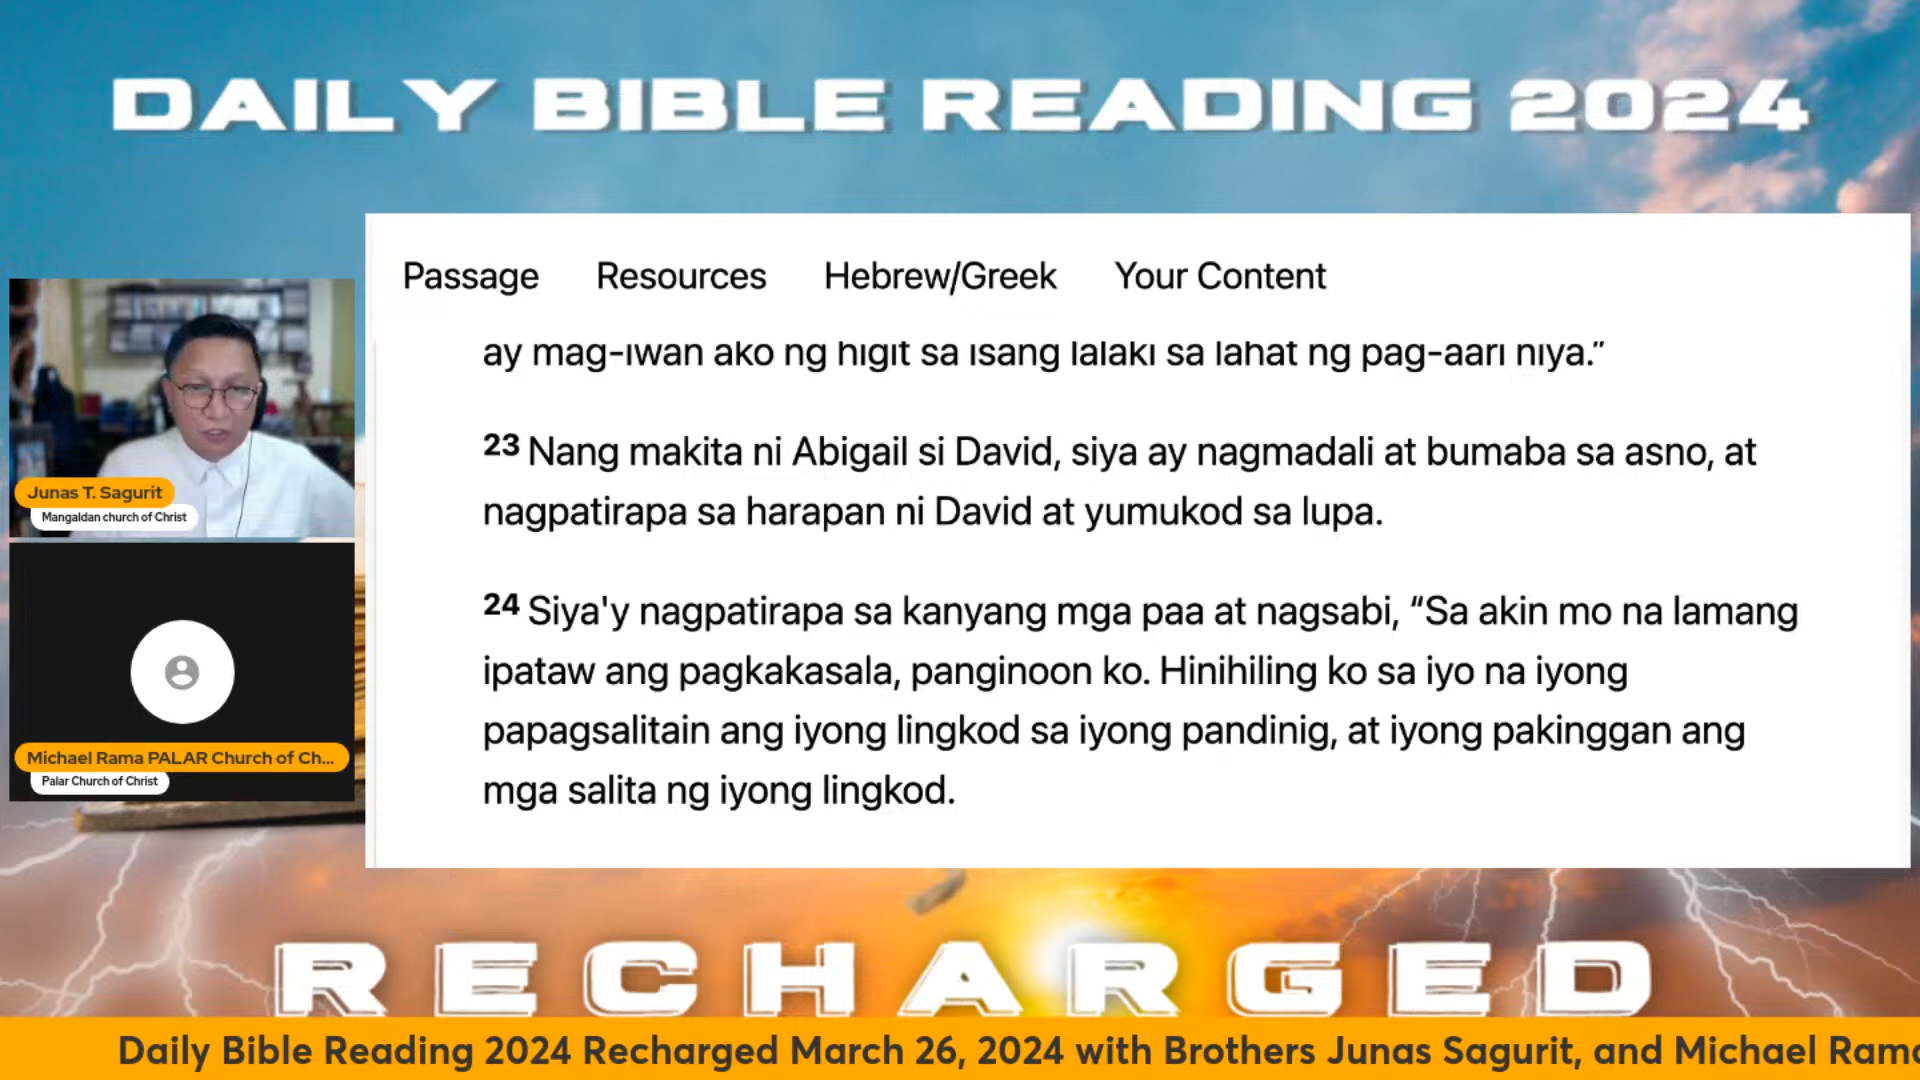 DAILY BIBLE READING 2024
Passage Resources Hebrew/Greek Your Content
ay mag-iwan ako ng higit sa isang lalaki sa lahat ng pag-aari niya.”
23 Nang makita ni Abigail si David, siya ay nagmadali at bumaba sa asno, at
nagpatirapa sa harapan ni David at yumukod sa lupa.
24 Siya'y nagpatirapa sa kanyang mga paa at nagsabi, “Sa akin mo na lamang
ipataw ang pagkakasala, panginoon ko. Hinihiling ko sa iyo na iyong
papagsalitain ang iyong lingkod sa iyong pandinig, at iyong pakinggan ang
mga salita ng iyong lingkod.
Junas T. Sagurit
Mangaldan church of Christ
Michael Rama PALAR Church of Ch...
Palar Church of Christ
RECHARGED
Daily Bible Reading 2024 Recharged March 26, 2024 with Brothers Junas Sagurit, and Michael Rama